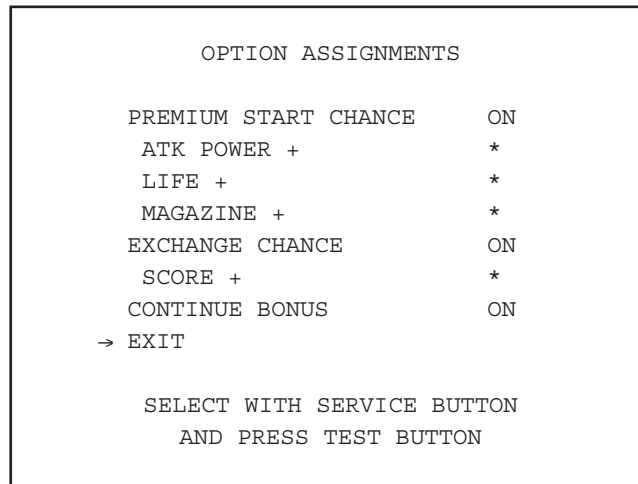 OPTION ASSIGNMENTS
PREMIUM START CHANCE ON
ATK POWER + *
LIFE + *
MAGAZINE + *
EXCHANGE CHANCE ON
SCORE + *
CONTINUE BONUS ON
→ EXIT
SELECT WITH SERVICE BUTTON
AND PRESS TEST BUTTON